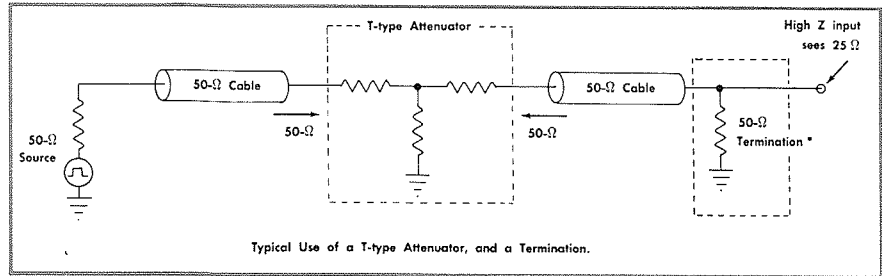 T-type Attenuator
High Z input
sees 25 Ω
50-Ω Cable
50-Ω Cable
50-Ω
Source
50-Ω
50-Ω
50-Ω
Termination *
Typical Use of a T-type Attenuator, and a Termination.